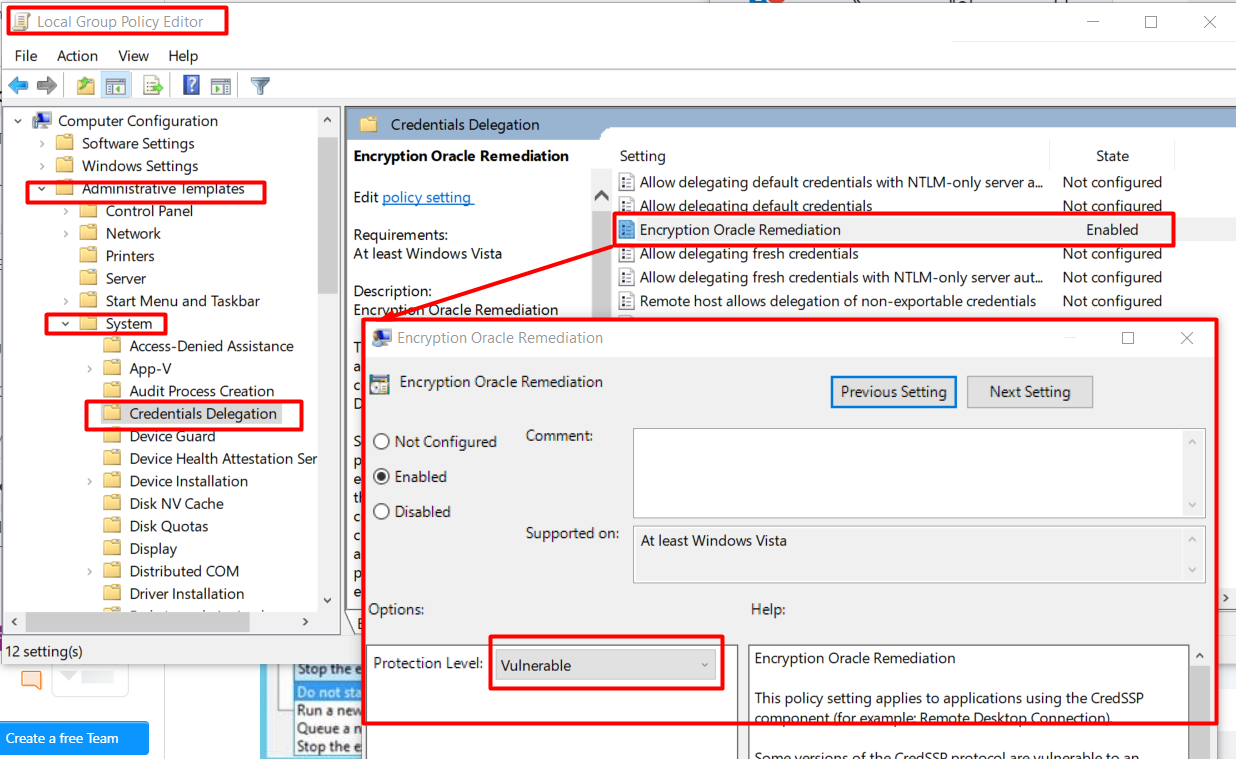 Local Group Policy Editor
File Action View Help
Computer Configuration
Software Settings
Windows Settings
Administrative Templates
Control Panel
Network
Printers
Server
Start Menu and Taskbar
System
Access-Denied Assistance
App-V
Audit Process Creation
Credentials Delegation
Device Guard
Device Health Attestation Ser
Device Installation
Disk NV Cache
Disk Quotas
Display
Distributed COM
Driver Installation
12 setting(s)
Credentials Delegation
Encryption Oracle Remediation
Edit policy setting
Requirements:
At least Windows Vista
Description:
Encryption Oracle Remediation
Setting State
Allow delegating default credentials with NTLM-only server a... Not configured
Allow delegating default credentials Not configured
Encryption Oracle Remediation Enabled
Allow delegating fresh credentials Not configured
Allow delegating fresh credentials with NTLM-only server aut... Not configured
Remote host allows delegation of non-exportable credentials Not configured
Encryption Oracle Remediation
Encryption Oracle Remediation
Previous Setting Next Setting
Not Configured
Enabled
Disabled
Comment:
Supported on:
At least Windows Vista
Options:
Help:
Protection Level: Vulnerable
Encryption Oracle Remediation
This policy setting applies to applications using the CredSSP
component (for example: Remote Desktop Connection).
Some versions of the CredSSP protocol are vulnerable to an
Stop the e
Do not sta
Run a new
Queue a n
Stop the e
Create a free Team